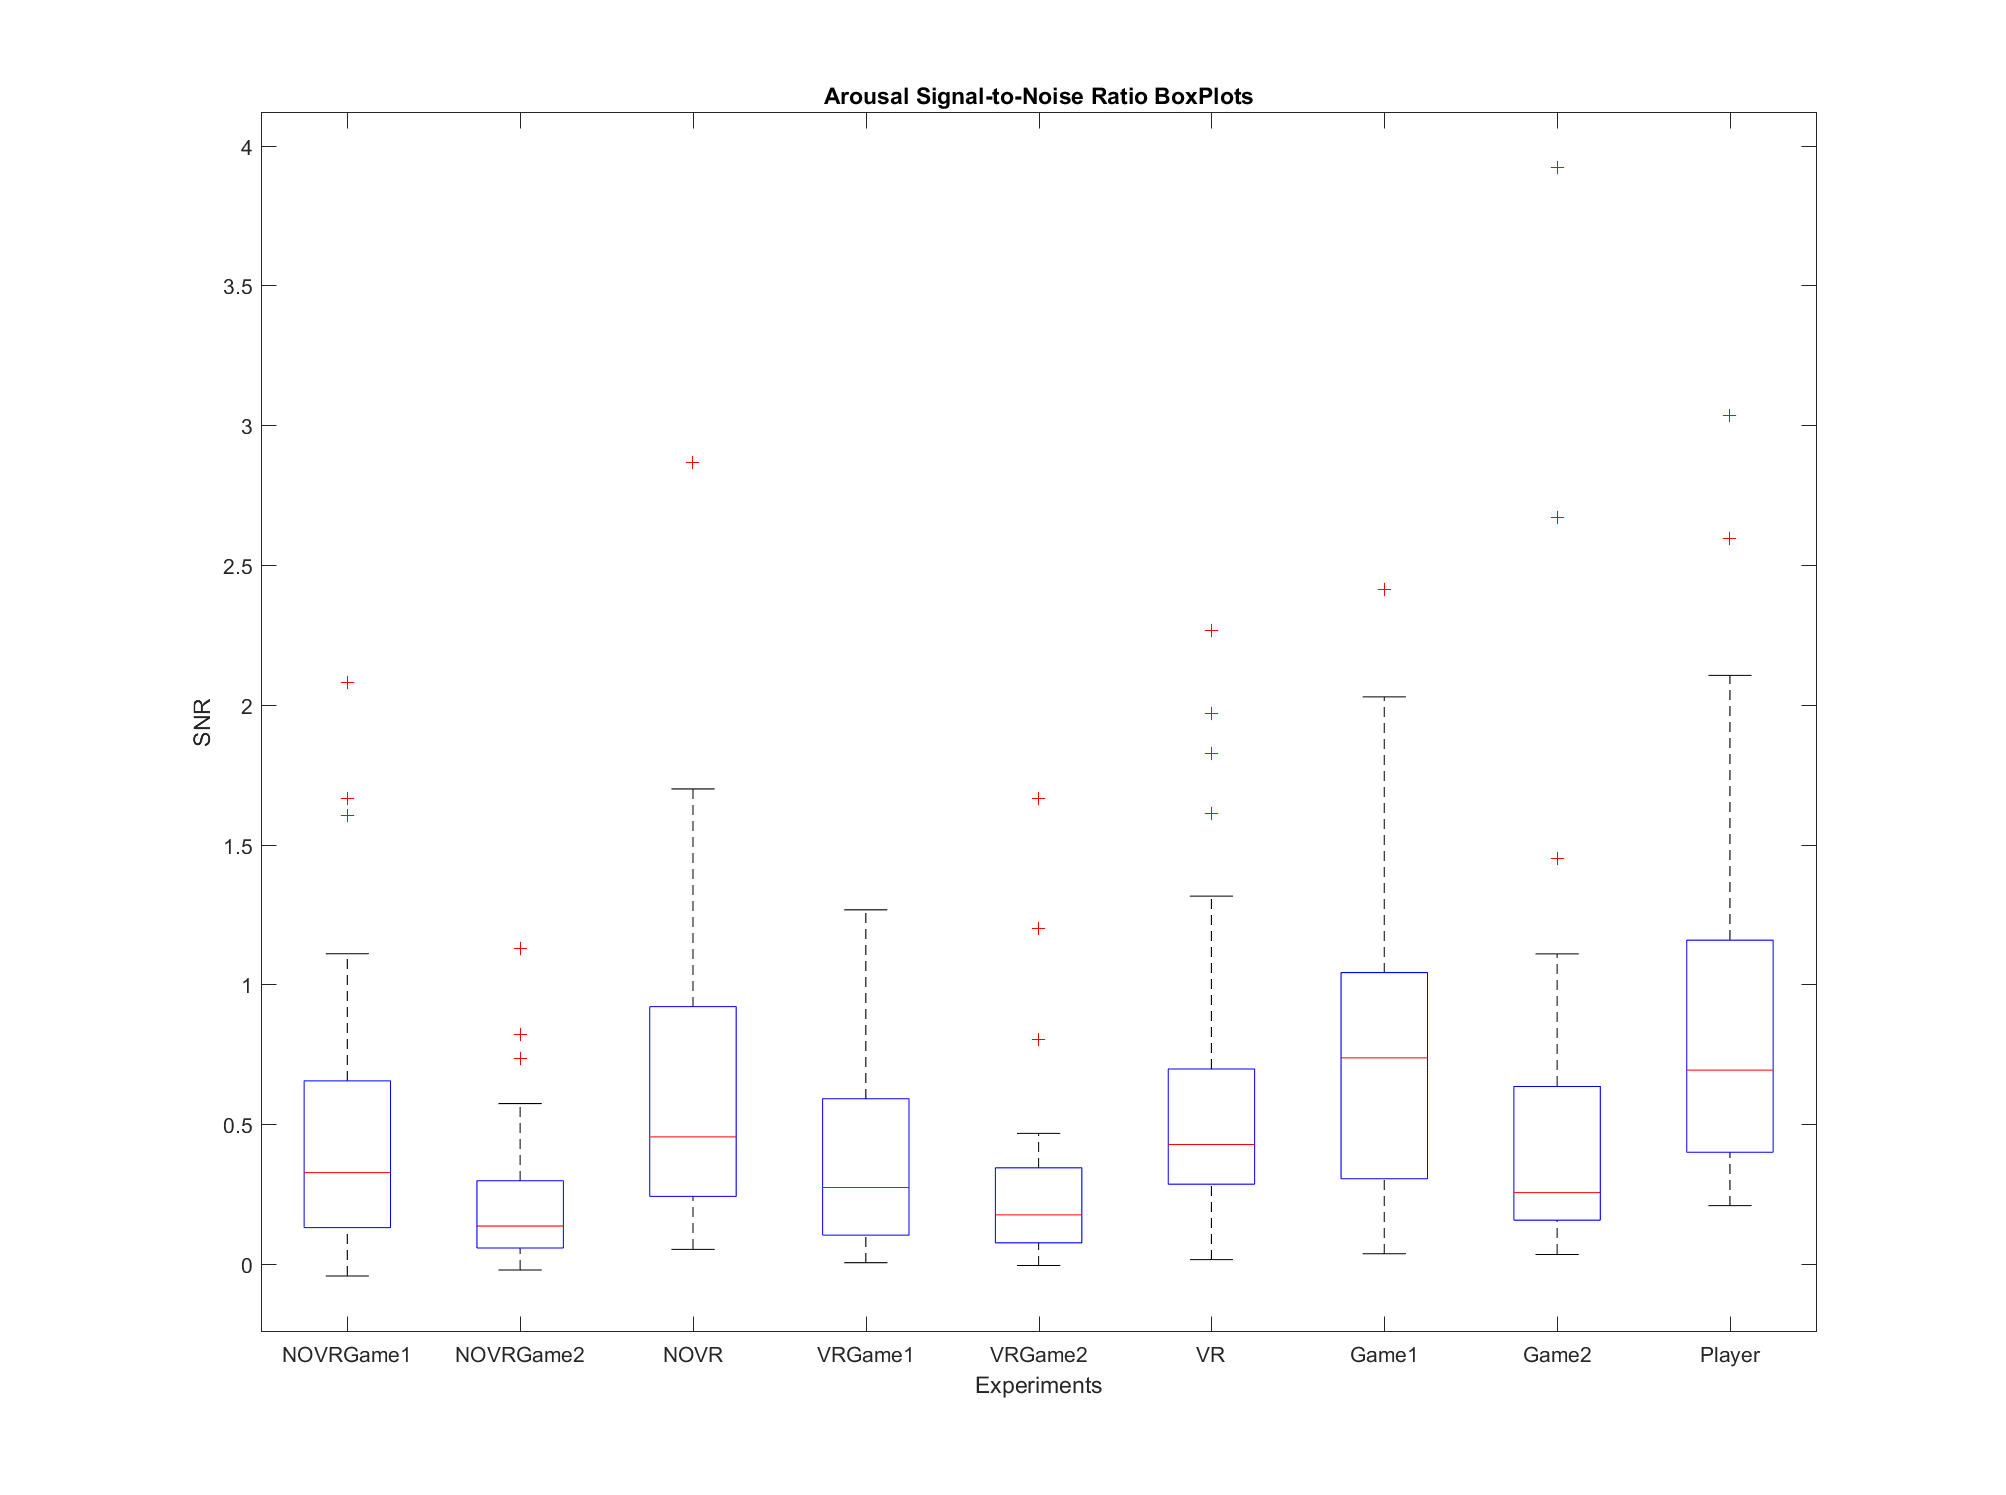 Arousal Signal-to-Noise Ratio BoxPlots
4
3.5
3
2.5
2
1.5
1
0.5
0
SNR
NOVRGame1 NOVRGame2 NOVR VRGame1 VRGame2 VR Game1 Game2 Player
Experiments